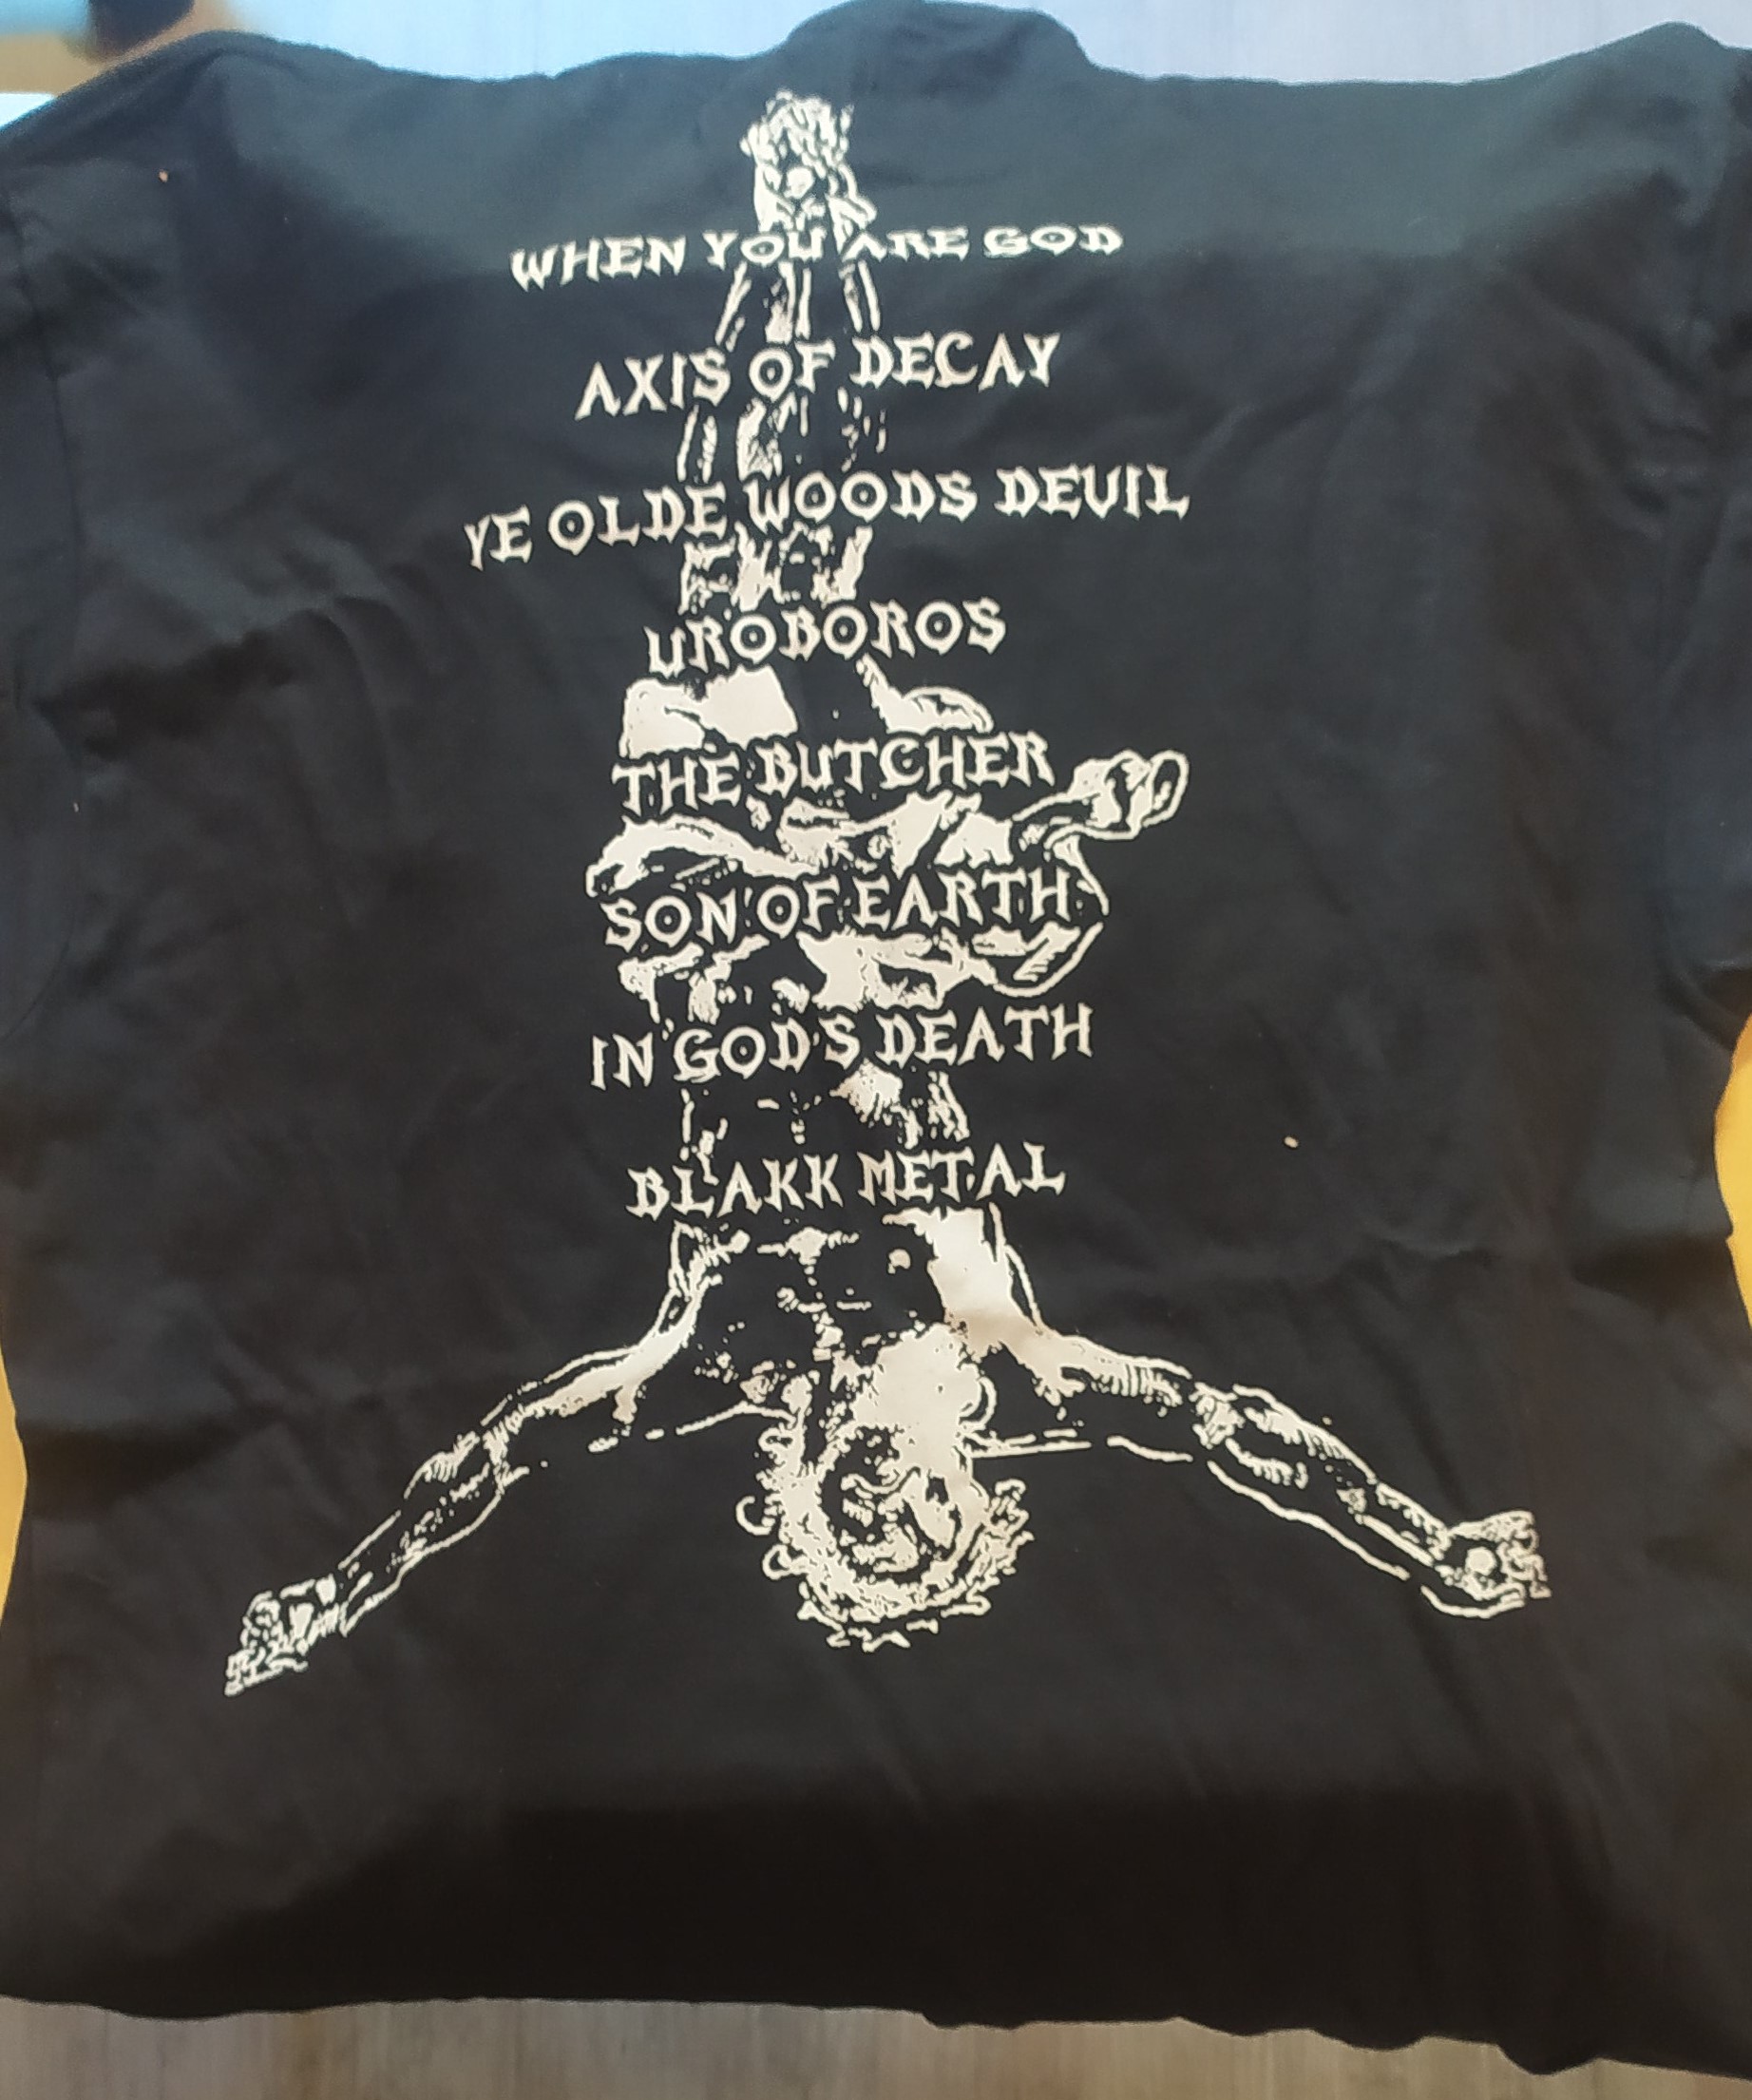 WHEN YOU ARE GOD
AXIS OF DECAY
YE OLDE WOODS DEVIL
UROBOROS
THE BUTCHER
SON OF EARTH
IN GOD'S DEATH
BLAKK METAL